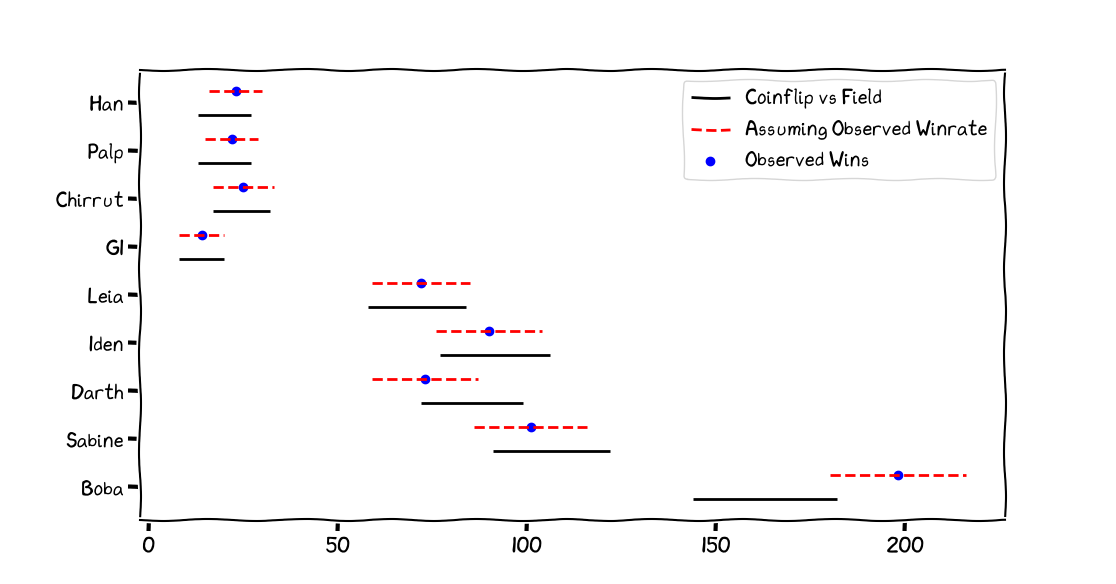 Coinflip vs Field
Assuming Observed Winrate
Observed Wins
Han
Palp
Chirrut
GI
Leia
Iden
Darth
Sabine
Boba
0 50 100 150 200